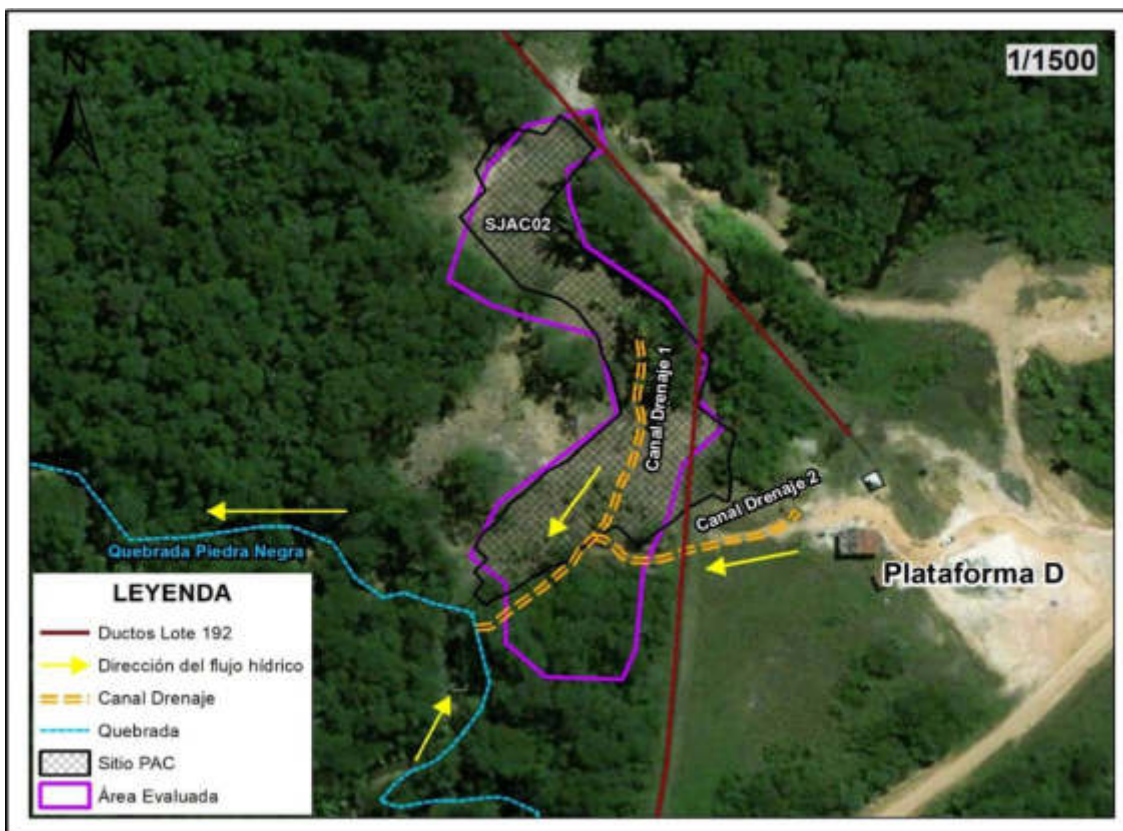 1/1500
N
SJAC02
Canal Drenaje 1
Canal Drenaje 2
Quebrada Piedra Negra
Plataforma D
LEYENDA
Ductos Lote 192
Dirección del flujo hídrico
Canal Drenaje
Quebrada
Sitio PAC
Área Evaluada